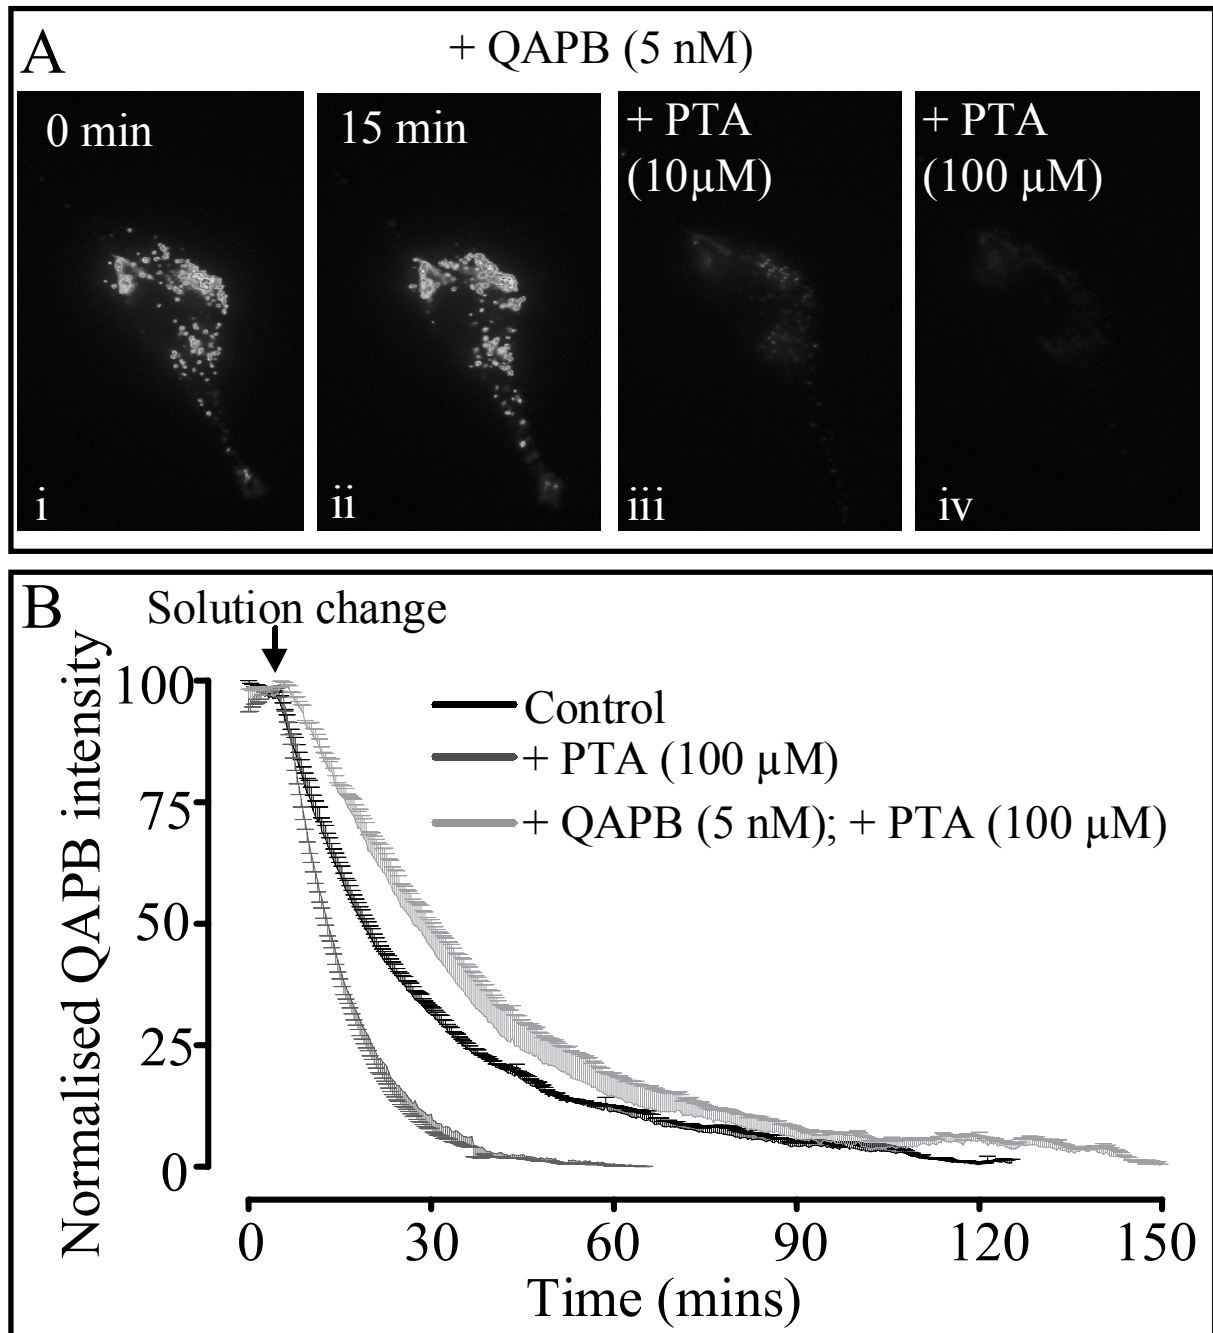 A
+ QAPB (5 nM)
0 min
15 min
+ PTA
(10µM)
+ PTA
(100 µM)
i
ii
iii
iv
B
Solution change
Normalised QAPB intensity
100
75
50
25
0
Control
+ PTA (100 µM)
+ QAPB (5 nM); + PTA (100 µM)
0
30
60
90
120
150
Time (mins)